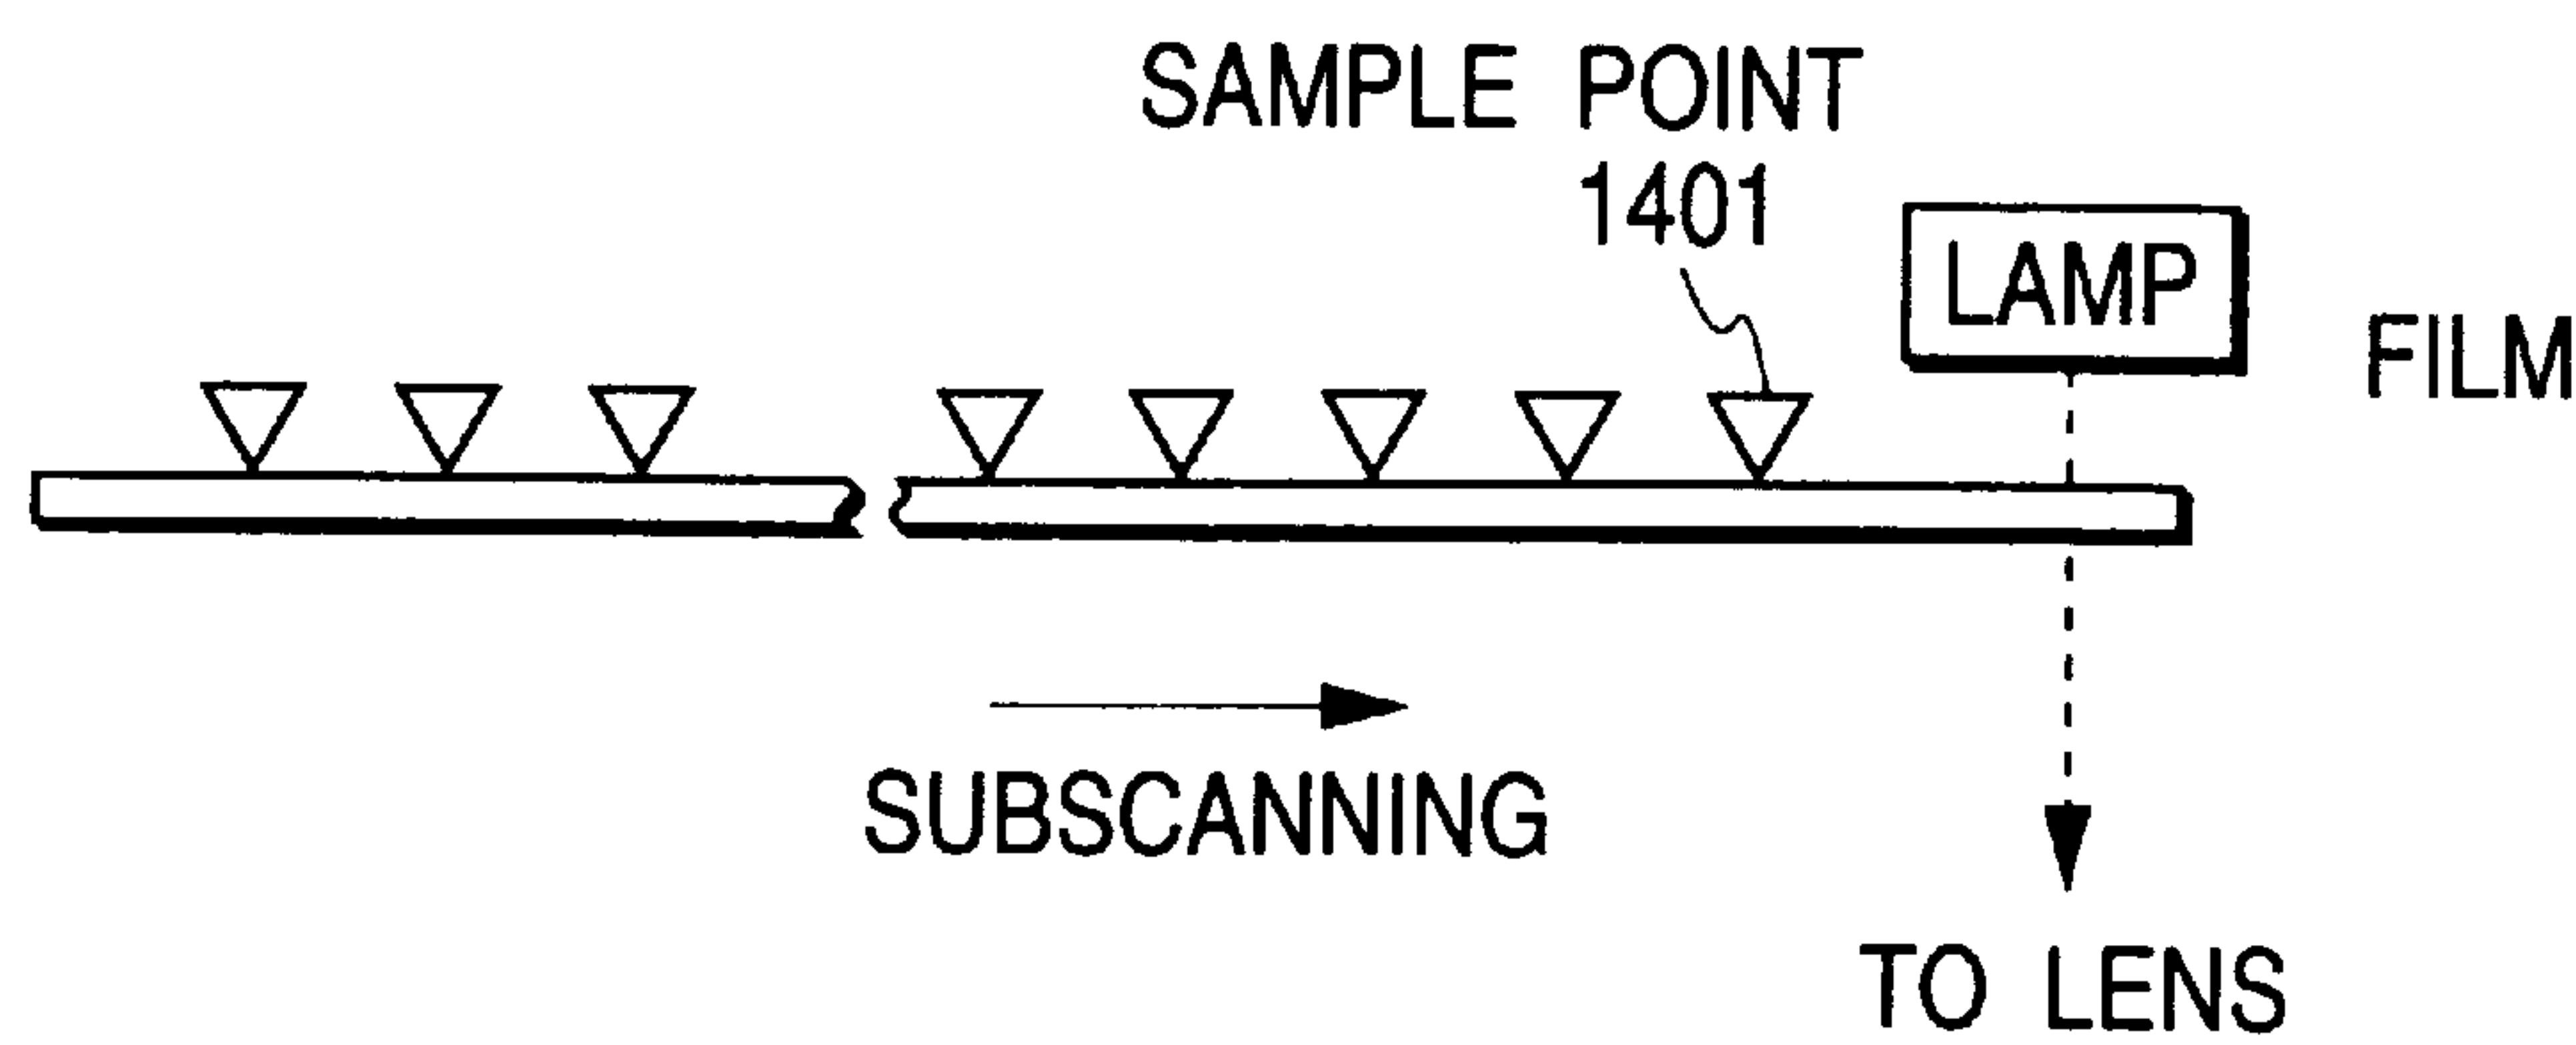 SAMPLE POINT
1401
LAMP
FILM
SUBSCANNING
TO LENS